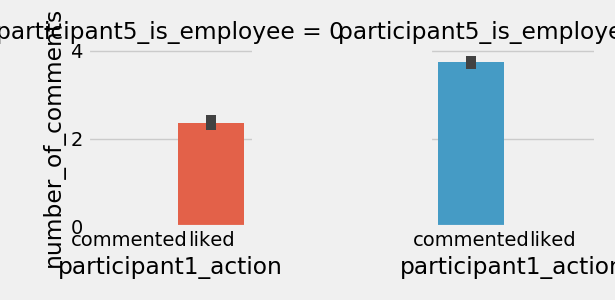 participant5_is_employee = 0
participant5_is_employe
number_of_comments
4
2
0
commented liked
commented liked
participant1_action
participant1_action